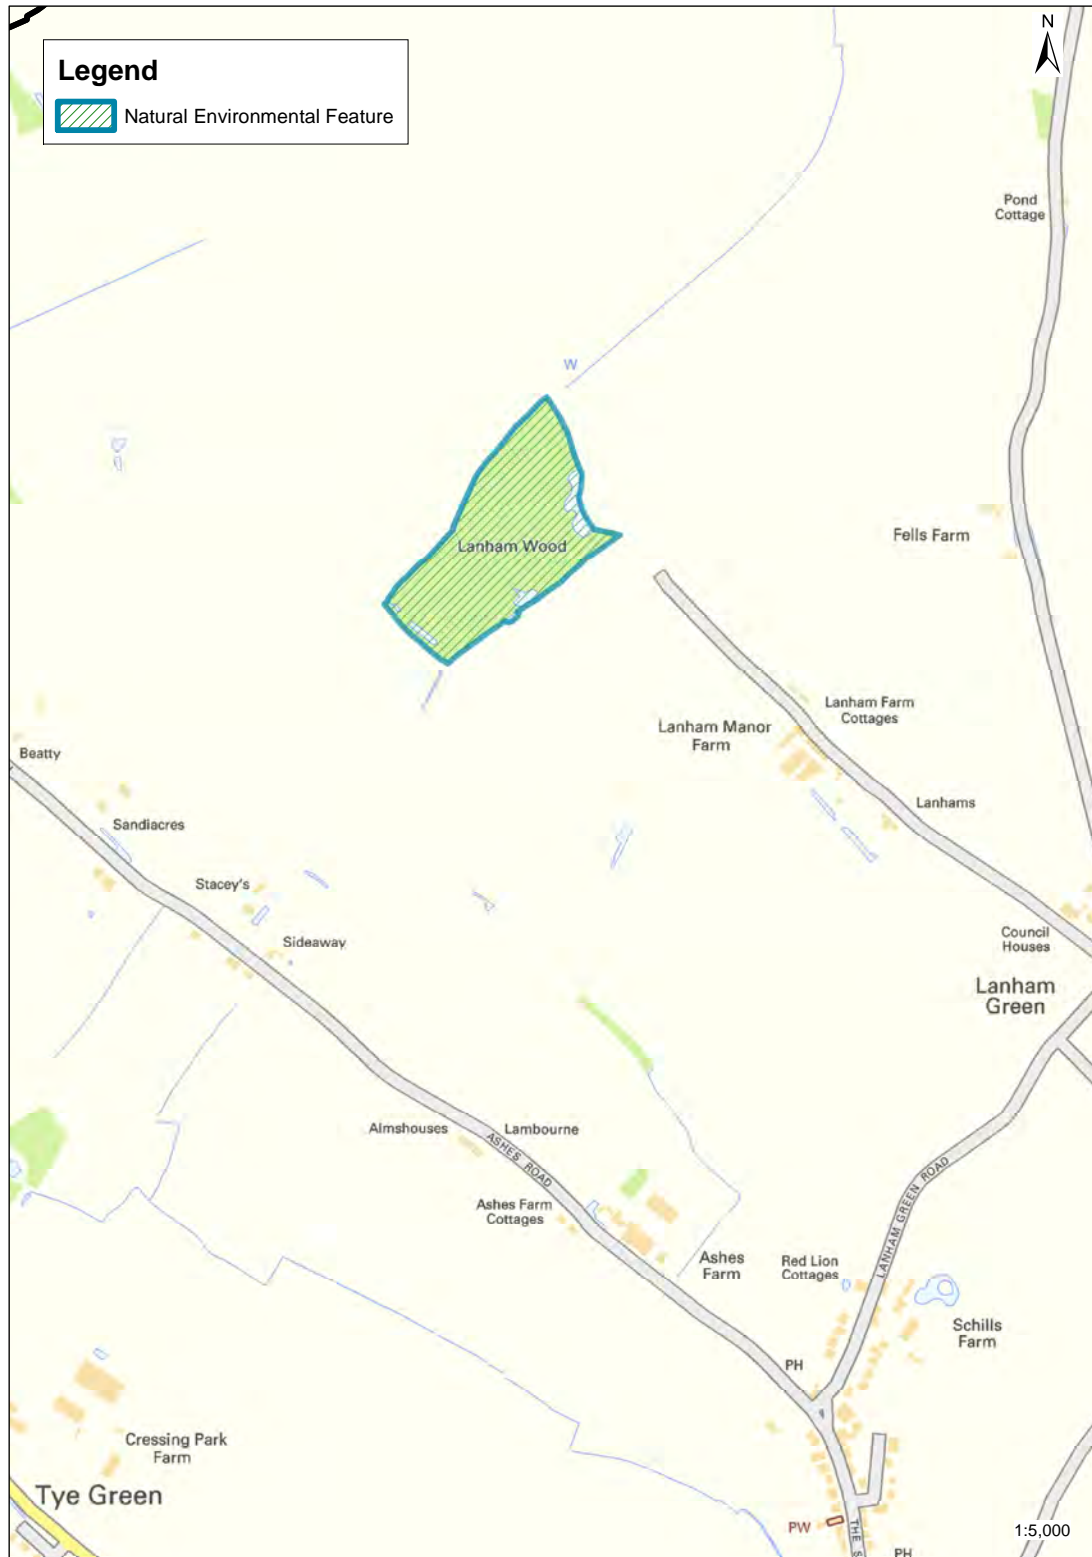 N
Legend
Natural Environmental Feature
Pond
Cottage
W
Fells Farm
Lanham Wood
Lanham Farm
Cottages
Lanham Manor
Farm
Beatty
Lanhams
Sandiacres
Stacey's
Council
Houses
Sideaway
Lanham
Green
Almshouses
Lambourne
ASHES ROAD
LANHAM GREEN ROAD
Ashes Farm
Cottages
Ashes
Farm
Red Lion
Cottages
Schills
Farm
PH
Cressing Park
Farm
Tye Green
PW
THE S
1:5,000
PH